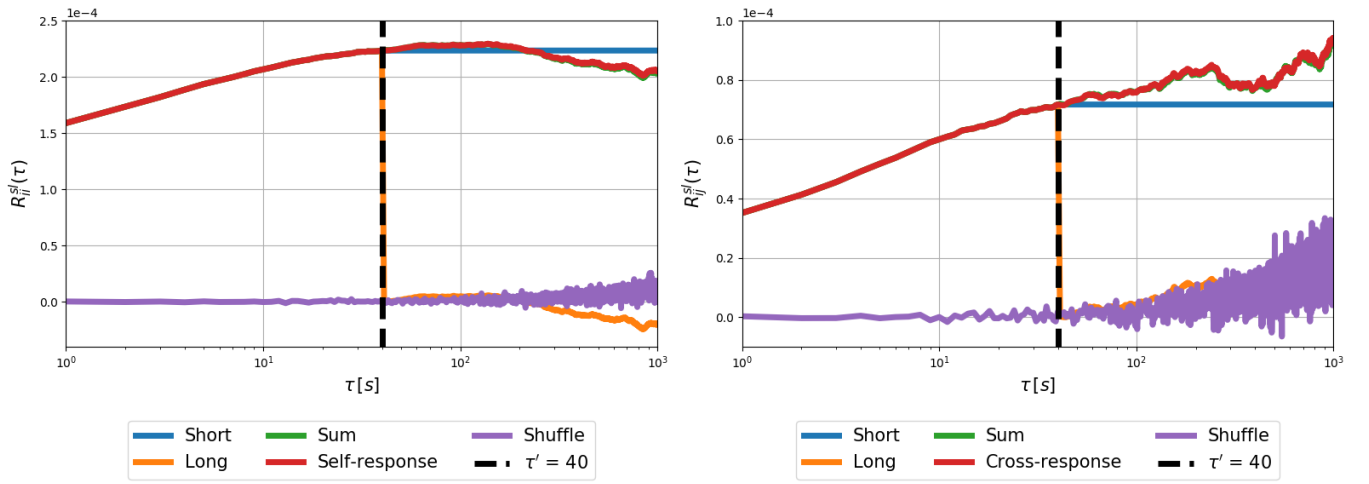 1e−4
2.5
2.0
1.5
1.0
0.5
0.0
R_{ij}^{sl}(τ)
10^0
10^1
10^2
10^3
τ [s]
Short
Sum
Shuffle
Long
Self-response
τ′ = 40
1e−4
1.0
0.8
0.6
0.4
0.2
0.0
R_{ij}^{sl}(τ)
10^0
10^1
10^2
10^3
τ [s]
Short
Sum
Shuffle
Long
Cross-response
τ′ = 40